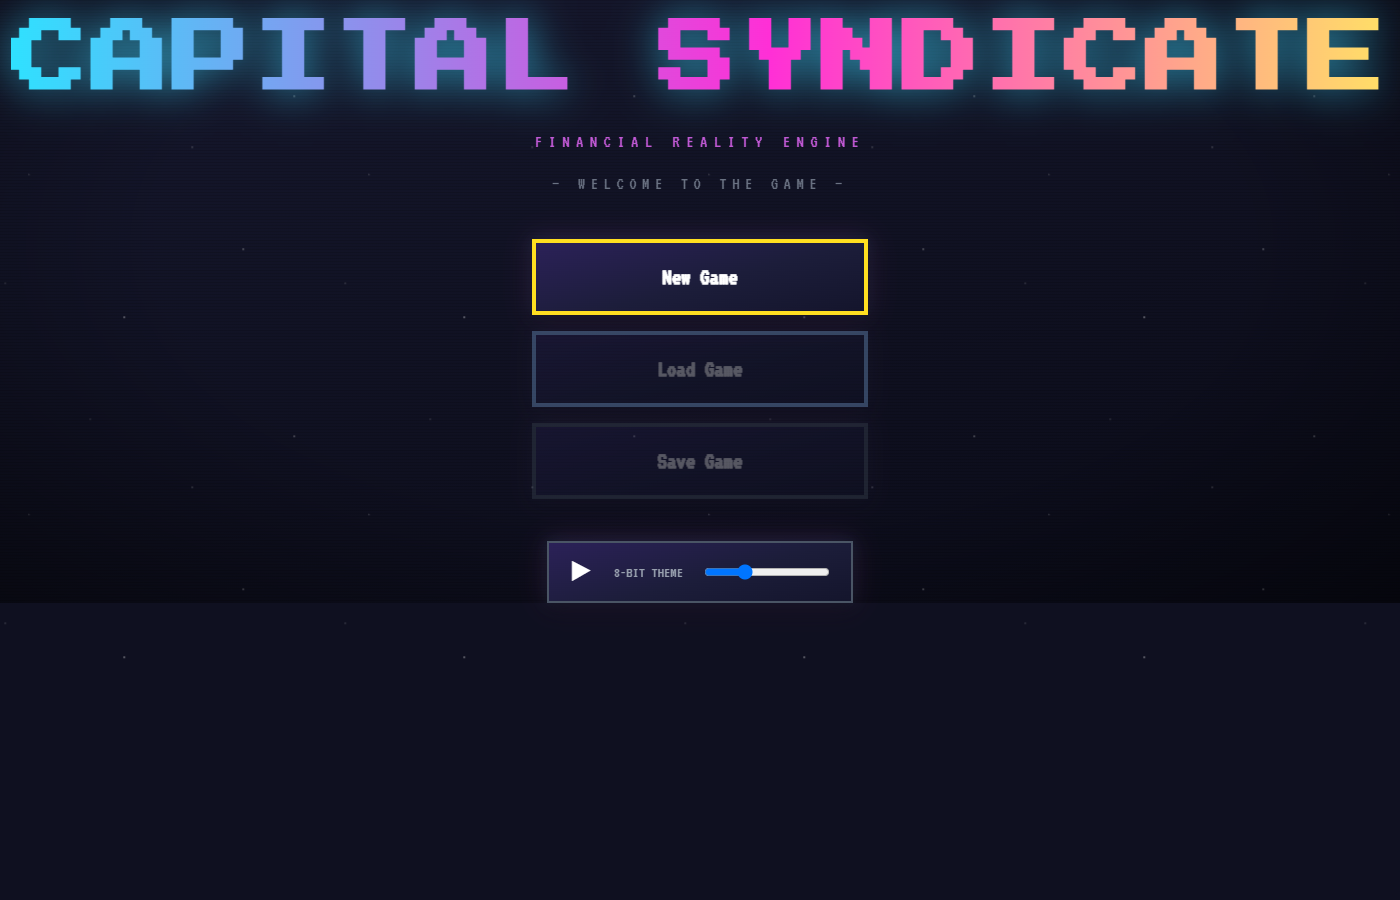 CAPITAL SYNDICATE
FINANCIAL REALITY ENGINE
— WELCOME TO THE GAME —
New Game
Load Game
Save Game
8-BIT THEME